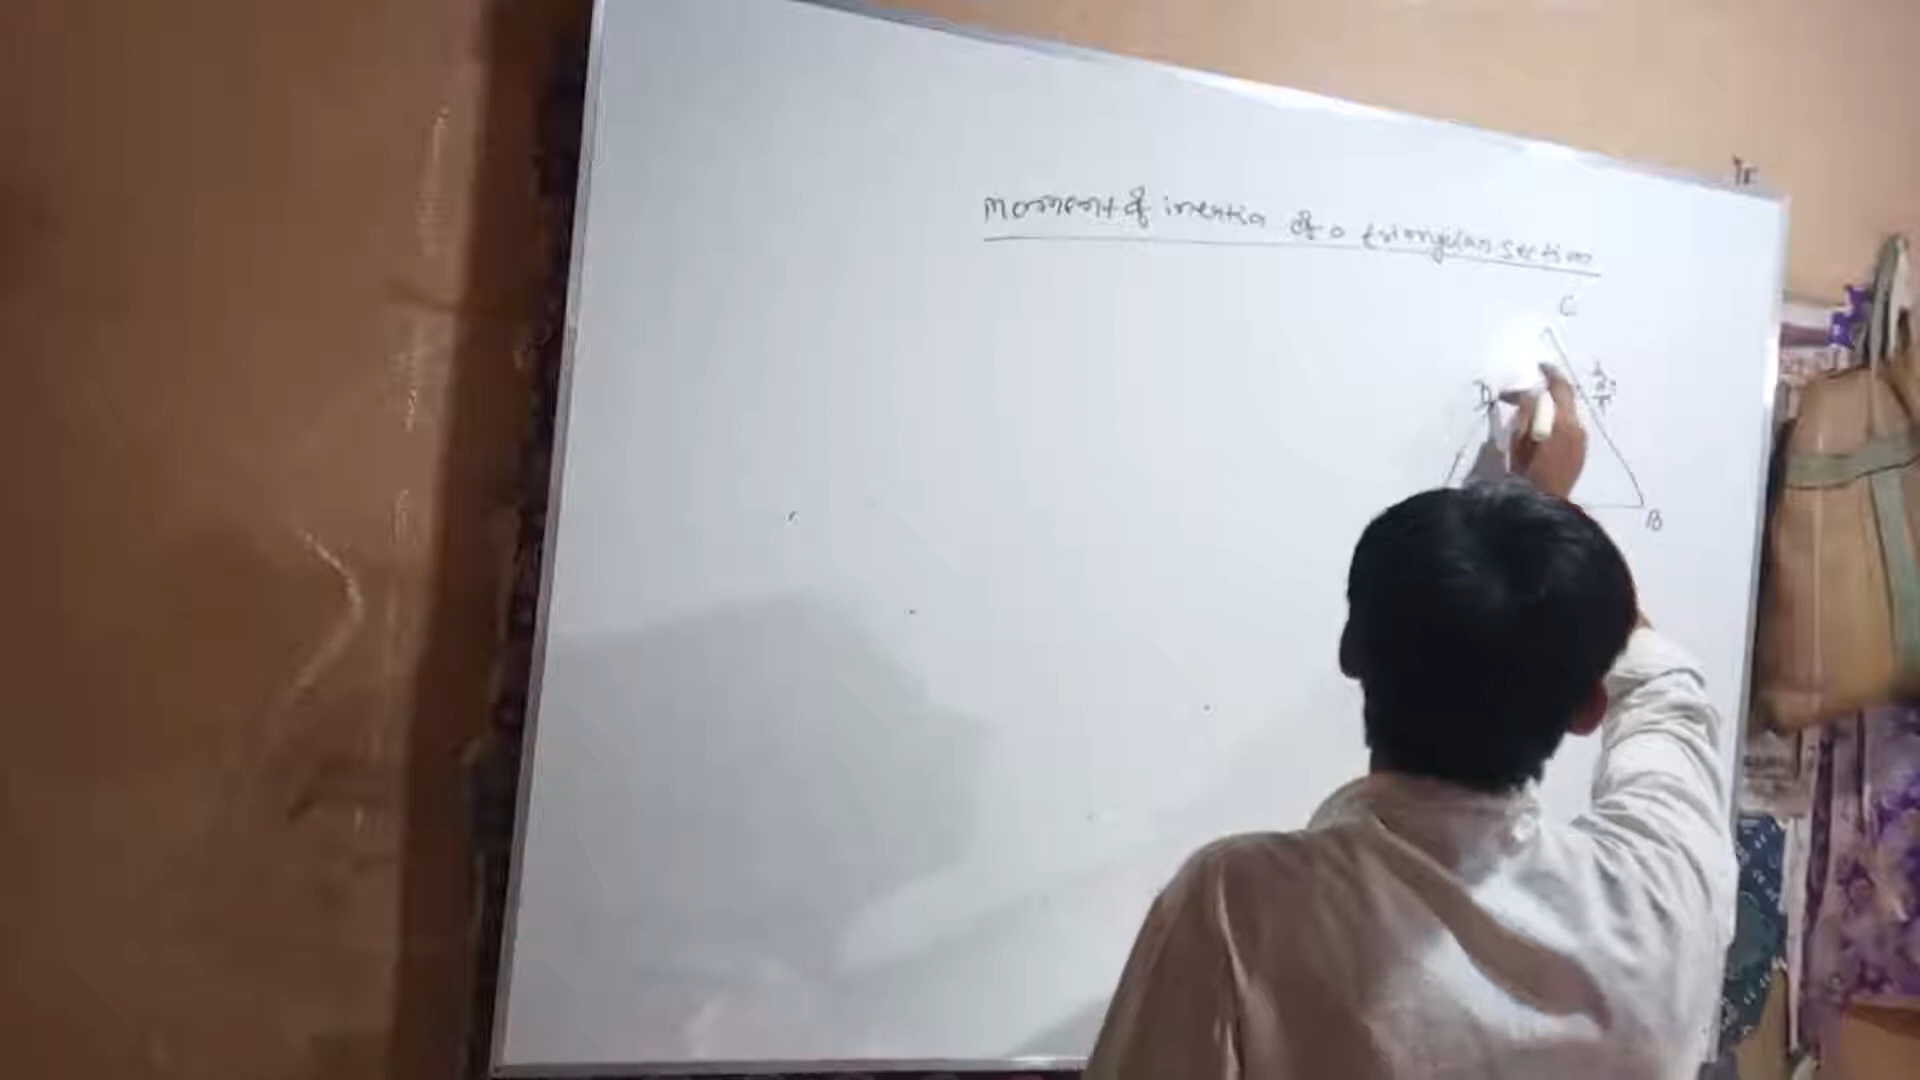 Moment of inertia of a triangular section
C
D
B